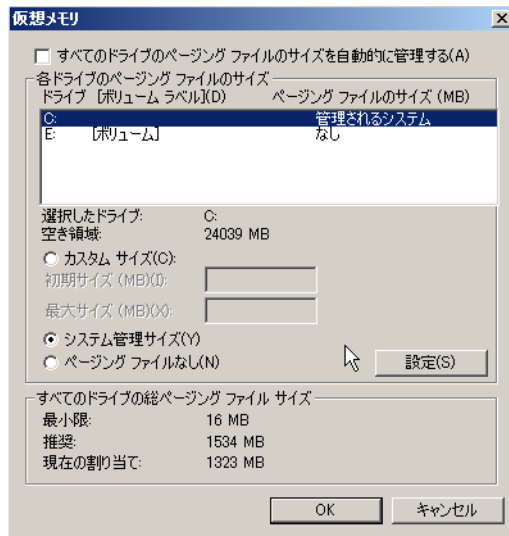 仮想メモリ
すべてのドライブのページング ファイルのサイズを自動的に管理する(A)
各ドライブのページング ファイルのサイズ
ドライブ [ボリューム ラベル](D) ページング ファイルのサイズ (MB)
C: 管理されるシステム
E: [ボリューム] なし
選択したドライブ: C:
空き領域: 24039 MB
カスタム サイズ(C):
初期サイズ (MB)(I):
最大サイズ (MB)(X):
システム管理サイズ(Y)
ページング ファイルなし(N)
設定(S)
すべてのドライブの総ページング ファイル サイズ
最小限: 16 MB
推奨: 1534 MB
現在の割り当て: 1323 MB
OK キャンセル